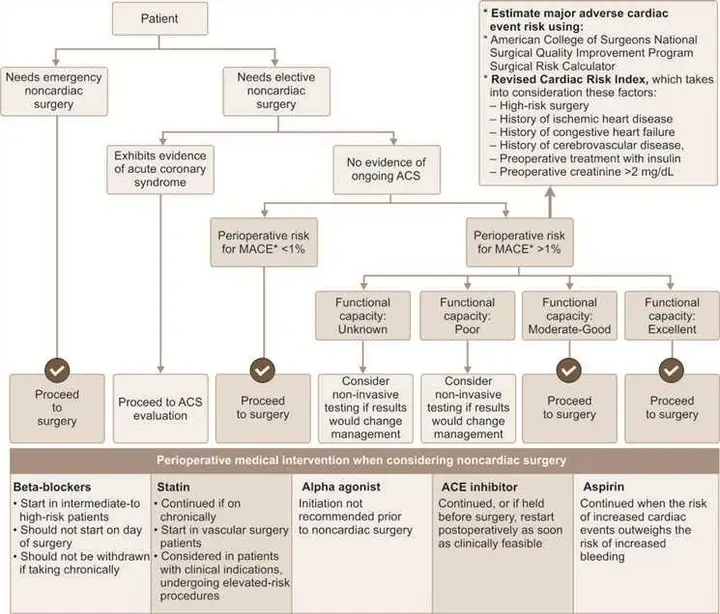 Patient
* Estimate major adverse cardiac
event risk using:
* American College of Surgeons National
Surgical Quality Improvement Program
Surgical Risk Calculator
* Revised Cardiac Risk Index, which takes
into consideration these factors:
– High-risk surgery
– History of ischemic heart disease
– History of congestive heart failure
– History of cerebrovascular disease,
– Preoperative treatment with insulin
– Preoperative creatinine >2 mg/dL
Needs emergency
noncardiac
surgery
Needs elective
noncardiac
surgery
Exhibits evidence
of acute coronary
syndrome
No evidence of
ongoing ACS
Perioperative risk
for MACE* <1%
Perioperative risk
for MACE* >1%
Functional
capacity:
Unknown
Functional
capacity:
Poor
Functional
capacity:
Moderate-Good
Functional
capacity:
Excellent
Proceed
to
surgery
Proceed to ACS
evaluation
Proceed
to surgery
Consider
non-invasive
testing if results
would change
management
Consider
non-invasive
testing if results
would change
management
Proceed
to surgery
Proceed
to surgery
Perioperative medical intervention when considering noncardiac surgery
Beta-blockers
• Start in intermediate-to
high-risk patients
• Should not start on day
of surgery
• Should not be withdrawn
if taking chronically
Statin
• Continued if on
chronically
• Start in vascular surgery
patients
• Considered in patients
with clinical indications,
undergoing elevated-risk
procedures
Alpha agonist
Initiation not
recommended prior
to noncardiac surgery
ACE inhibitor
Continued, or if held
before surgery, restart
postoperatively as soon
as clinically feasible
Aspirin
Continued when the risk
of increased cardiac
events outweighs the
risk of increased
bleeding